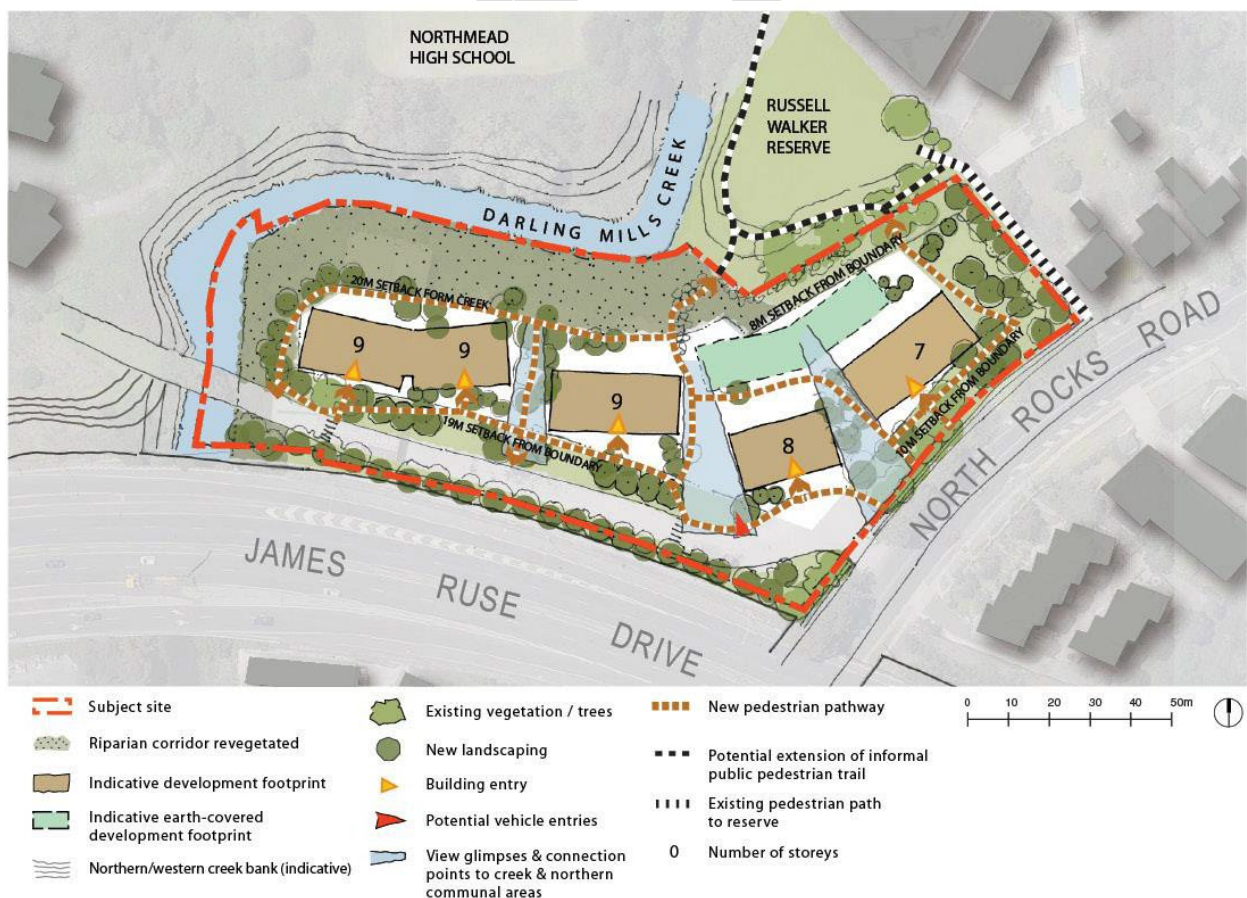 NORTHMEAD
HIGH SCHOOL
RUSSELL
WALKER
RESERVE
DARLING MILLS CREEK
20M SETBACK FORM CREEK
8M SETBACK FROM BOUNDARY
9
9
9
7
8
19M SETBACK FROM BOUNDARY
10M SETBACK FROM BOUNDARY
NORTH ROCKS ROAD
JAMES RUSE DRIVE
Subject site
Riparian corridor revegetated
Indicative development footprint
Indicative earth-covered
development footprint
Northern/western creek bank (indicative)
Existing vegetation / trees
New landscaping
Building entry
Potential vehicle entries
View glimpses & connection
points to creek & northern
communal areas
New pedestrian pathway
Potential extension of informal
public pedestrian trail
Existing pedestrian path
to reserve
0 Number of storeys
0 10 20 30 40 50m